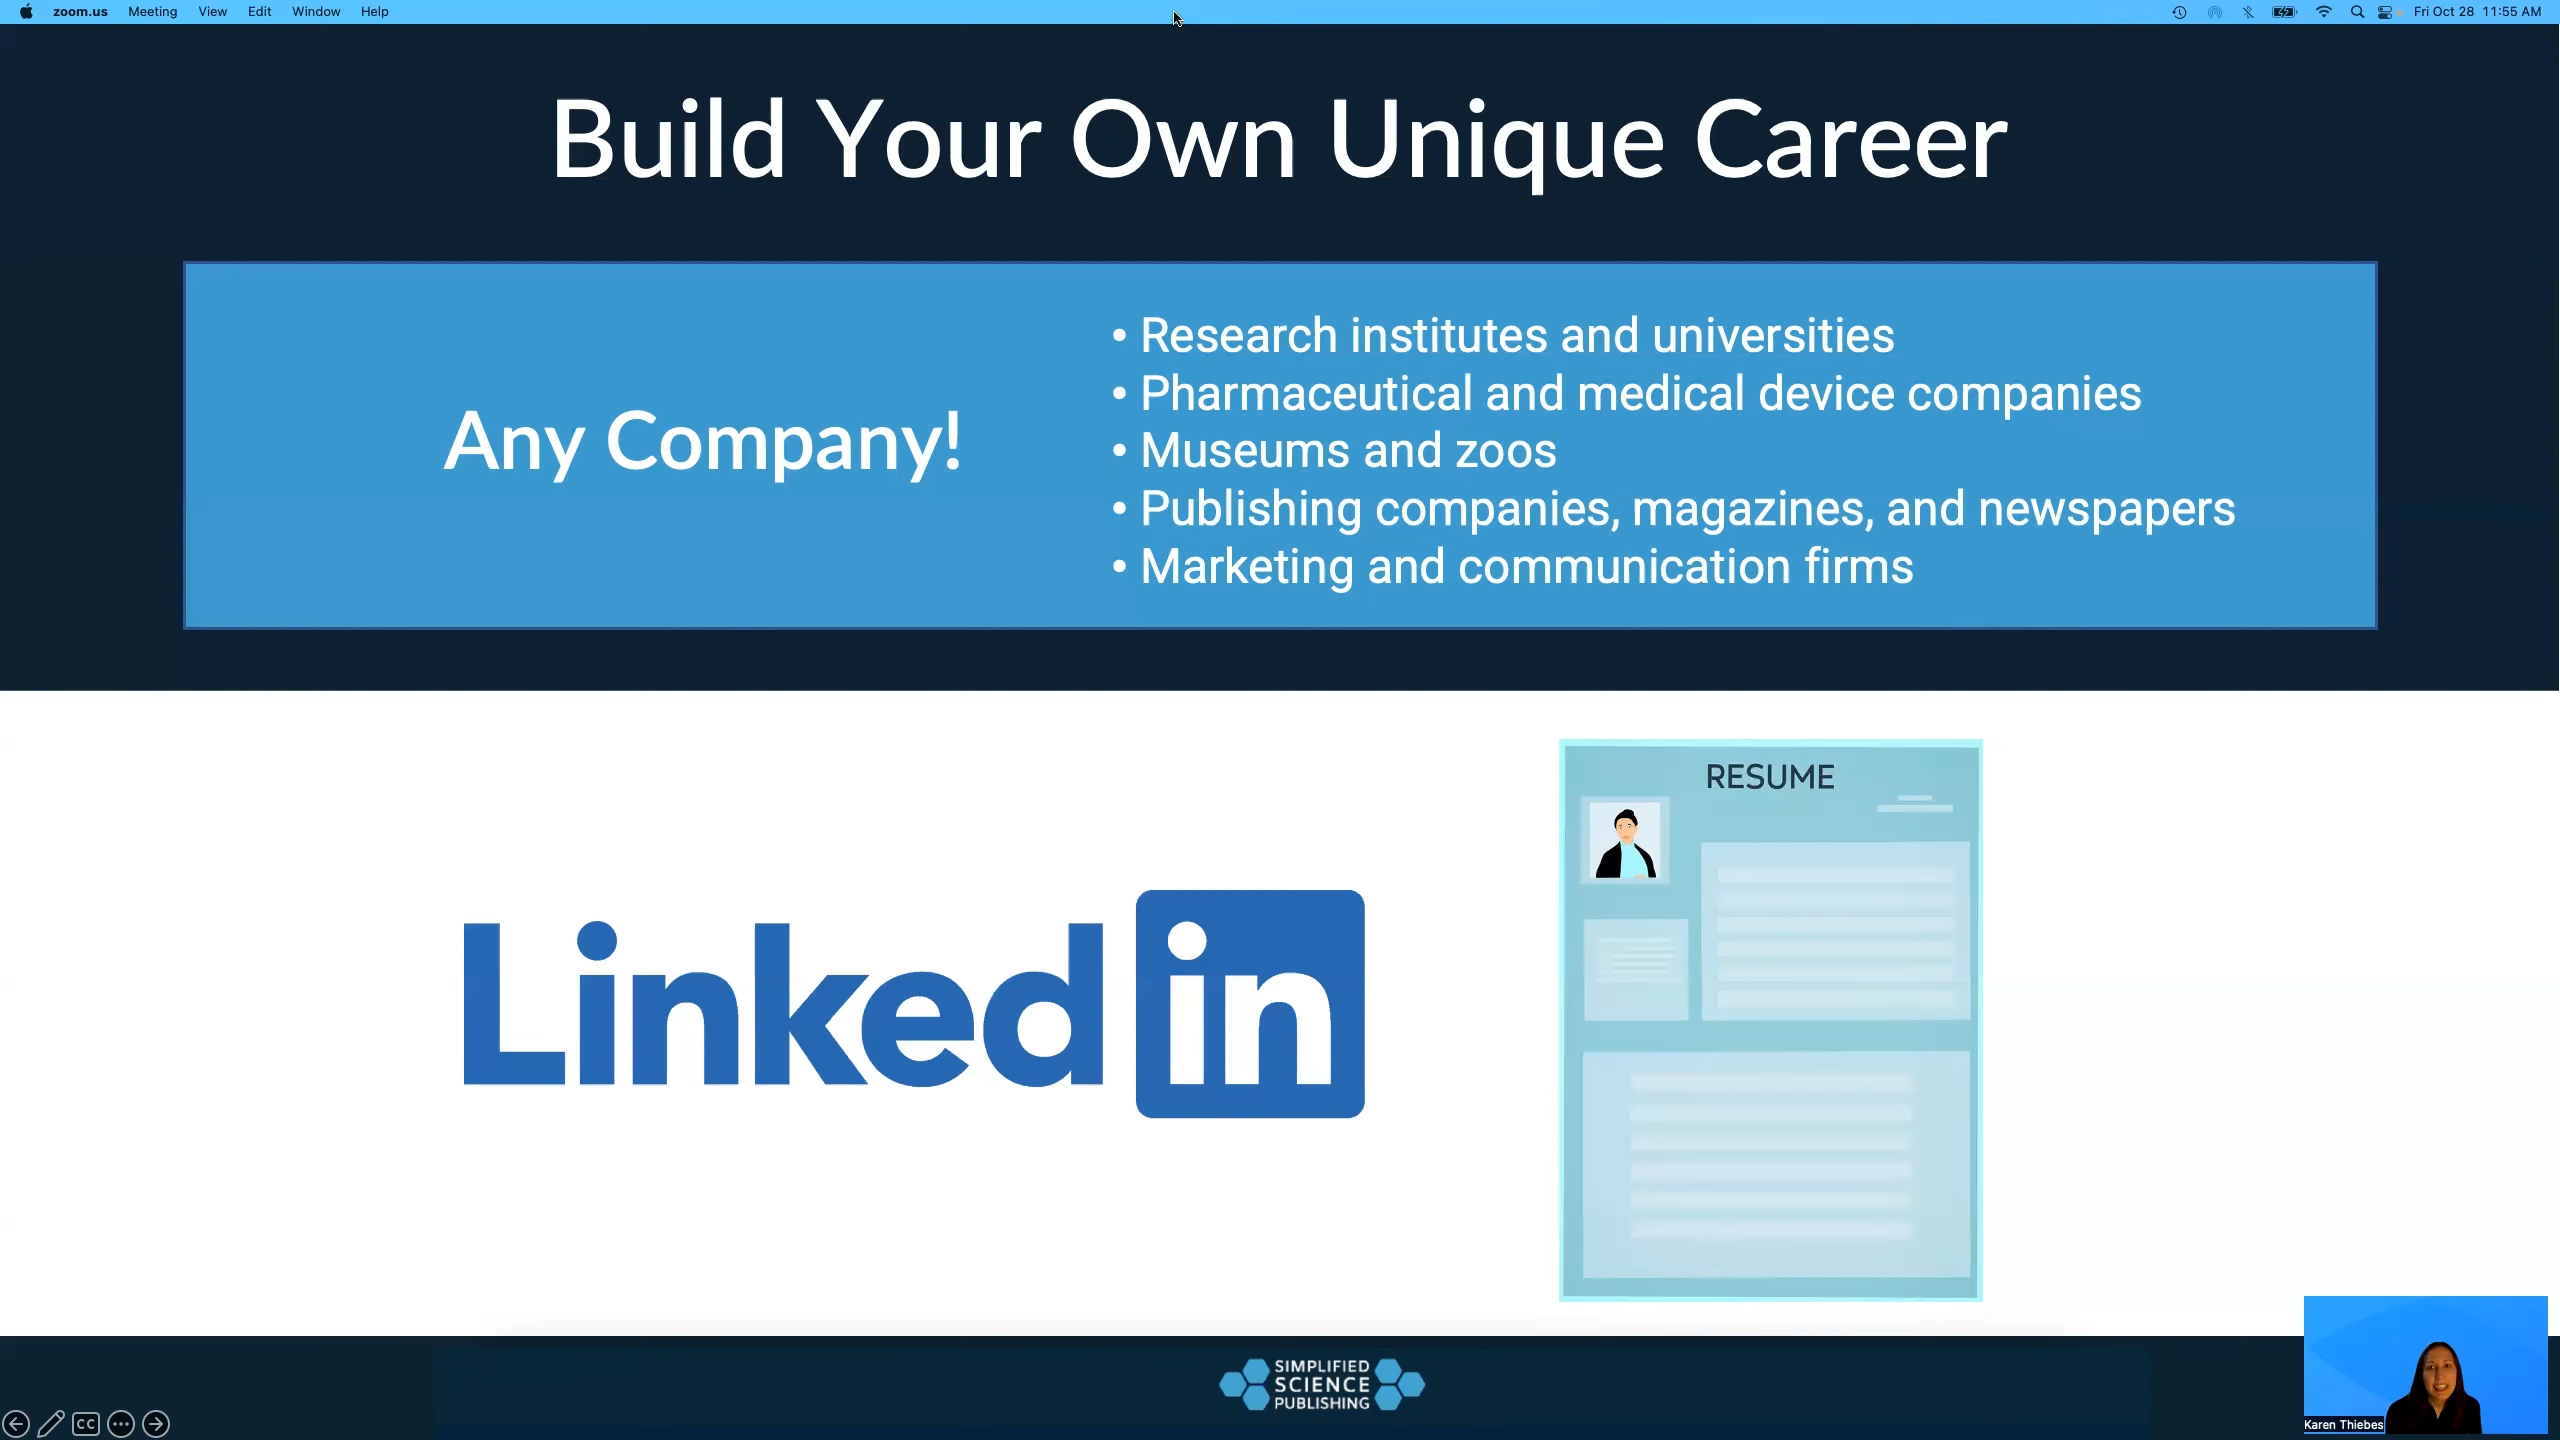 zoom.us Meeting View Edit Window Help
Fri Oct 28 11:55 AM
Build Your Own Unique Career
Any Company!
• Research institutes and universities
• Pharmaceutical and medical device companies
• Museums and zoos
• Publishing companies, magazines, and newspapers
• Marketing and communication firms
Linked in
RESUME
SIMPLIFIED
SCIENCE
PUBLISHING
CC
Karen Thiebes